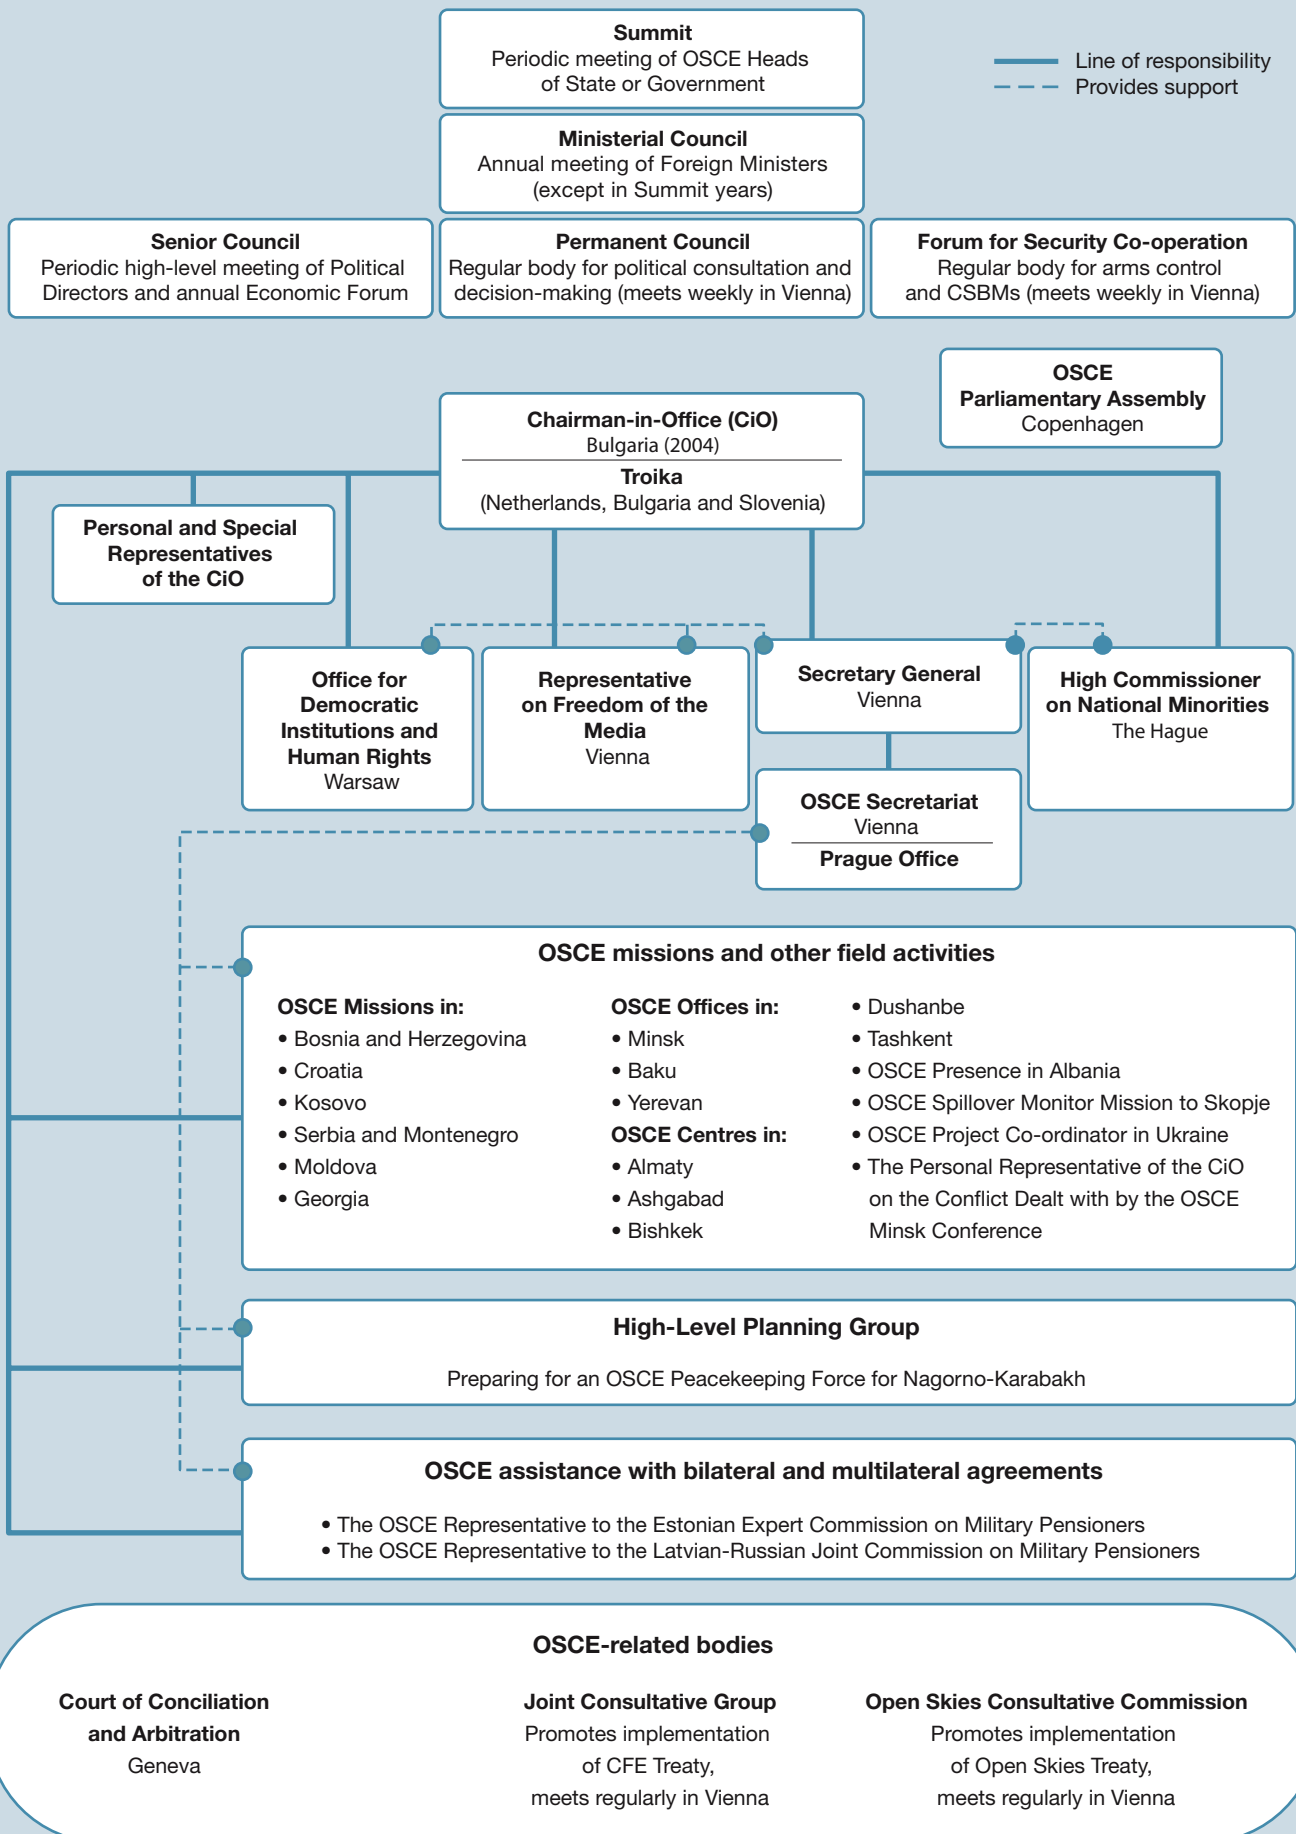 Summit
Periodic meeting of OSCE Heads
of State or Government
Line of responsibility
Provides support
Ministerial Council
Annual meeting of Foreign Ministers
(except in Summit years)
Senior Council
Periodic high-level meeting of Political
Directors and annual Economic Forum
Permanent Council
Regular body for political consultation and
decision-making (meets weekly in Vienna)
Forum for Security Co-operation
Regular body for arms control
and CSBMs (meets weekly in Vienna)
OSCE
Parliamentary Assembly
Copenhagen
Chairman-in-Office (CiO)
Bulgaria (2004)
Troika
(Netherlands, Bulgaria and Slovenia)
Personal and Special
Representatives
of the CiO
Office for
Democratic
Institutions and
Human Rights
Warsaw
Representative
on Freedom of the
Media
Vienna
Secretary General
Vienna
High Commissioner
on National Minorities
The Hague
OSCE Secretariat
Vienna
Prague Office
OSCE missions and other field activities
OSCE Missions in:
• Bosnia and Herzegovina
• Croatia
• Kosovo
• Serbia and Montenegro
• Moldova
• Georgia
OSCE Offices in:
• Minsk
• Baku
• Yerevan
OSCE Centres in:
• Almaty
• Ashgabad
• Bishkek
• Dushanbe
• Tashkent
• OSCE Presence in Albania
• OSCE Spillover Monitor Mission to Skopje
• OSCE Project Co-ordinator in Ukraine
• The Personal Representative of the CiO
on the Conflict Dealt with by the OSCE
Minsk Conference
High-Level Planning Group
Preparing for an OSCE Peacekeeping Force for Nagorno-Karabakh
OSCE assistance with bilateral and multilateral agreements
• The OSCE Representative to the Estonian Expert Commission on Military Pensioners
• The OSCE Representative to the Latvian-Russian Joint Commission on Military Pensioners
OSCE-related bodies
Court of Conciliation
and Arbitration
Geneva
Joint Consultative Group
Promotes implementation
of CFE Treaty,
meets regularly in Vienna
Open Skies Consultative Commission
Promotes implementation
of Open Skies Treaty,
meets regularly in Vienna